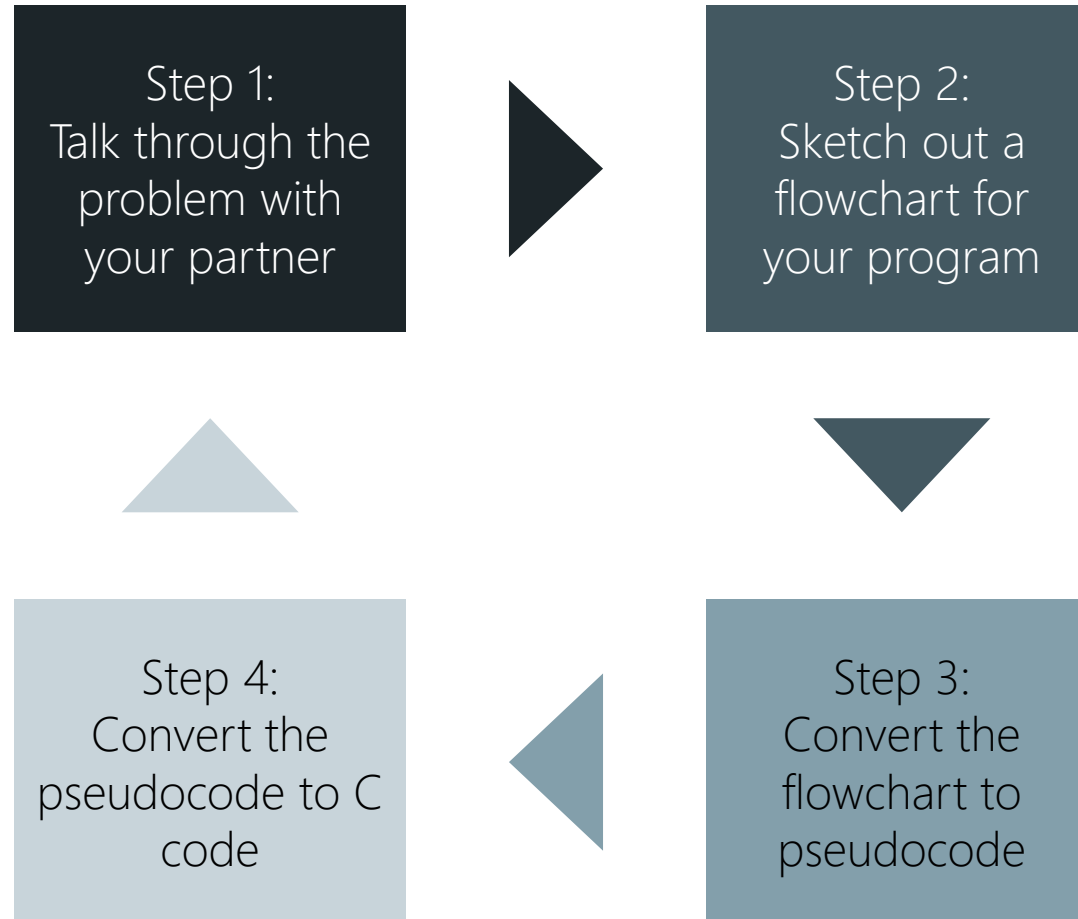 Step 1:
Talk through the
problem with
your partner
Step 2:
Sketch out a
flowchart for
your program
Step 3:
Convert the
flowchart to
pseudocode
Step 4:
Convert the
pseudocode to C
code